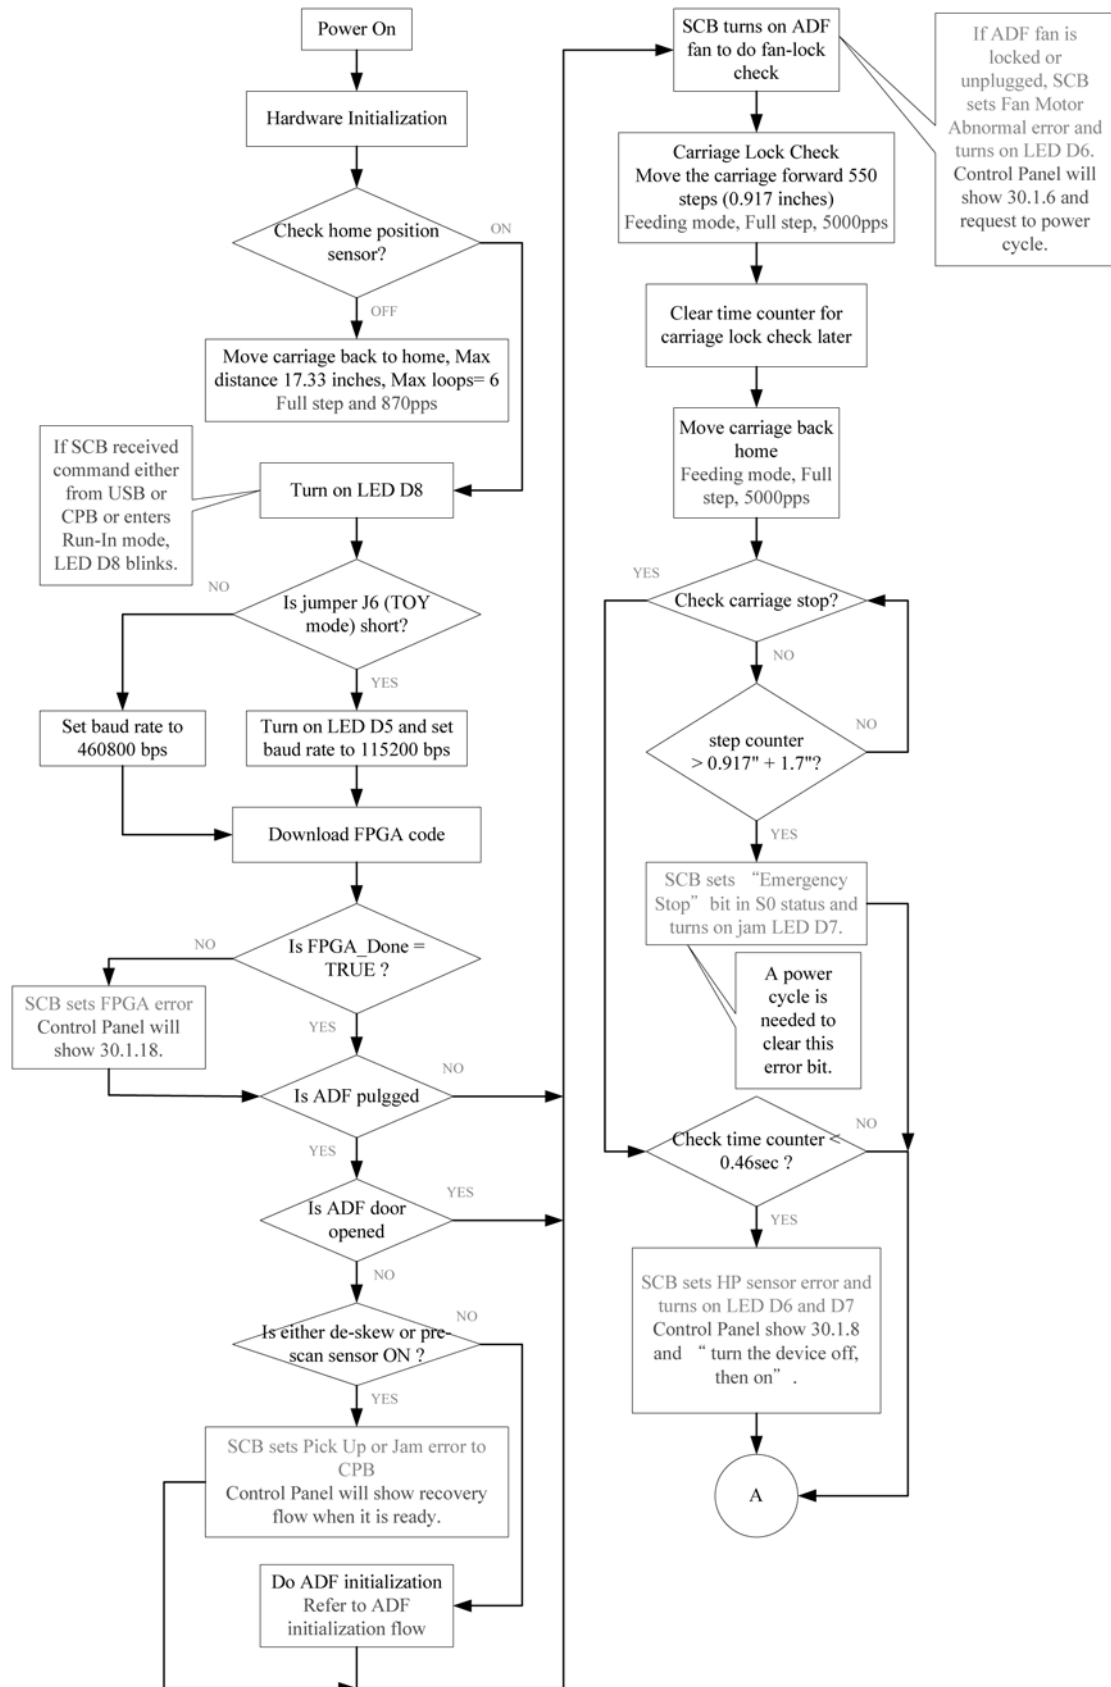 Power On
Hardware Initialization
Check home position
sensor?
ON
OFF
Move carriage back to home, Max
distance 17.33 inches, Max loops= 6
Full step and 870pps
If SCB received
command either
from USB or
CPB or enters
Run-In mode,
LED D8 blinks.
Turn on LED D8
NO
Is jumper J6 (TOY
mode) short?
YES
Set baud rate to
460800 bps
Turn on LED D5 and set
baud rate to 115200 bps
Download FPGA code
NO
Is FPGA_Done =
TRUE ?
SCB sets FPGA error
Control Panel will
show 30.1.18.
YES
NO
Is ADF pulgged
YES
YES
Is ADF door
opened
NO
NO
Is either de-skew or pre-
scan sensor ON ?
YES
SCB sets Pick Up or Jam error to
CPB
Control Panel will show recovery
flow when it is ready.
Do ADF initialization
Refer to ADF
initialization flow
SCB turns on ADF
fan to do fan-lock
check
If ADF fan is
locked or
unplugged, SCB
sets Fan Motor
Abnormal error and
turns on LED D6.
Control Panel will
show 30.1.6 and
request to power
cycle.
Carriage Lock Check
Move the carriage forward 550
steps (0.917 inches)
Feeding mode, Full step, 5000pps
Clear time counter for
carriage lock check later
Move carriage back
home
Feeding mode, Full
step, 5000pps
YES
Check carriage stop?
NO
NO
step counter
> 0.917" + 1.7"?
YES
SCB sets “Emergency
Stop” bit in S0 status and
turns on jam LED D7.
A power
cycle is
needed to
clear this
error bit.
NO
Check time counter <
0.46sec ?
YES
SCB sets HP sensor error and
turns on LED D6 and D7
Control Panel show 30.1.8
and “ turn the device off,
then on” .
A